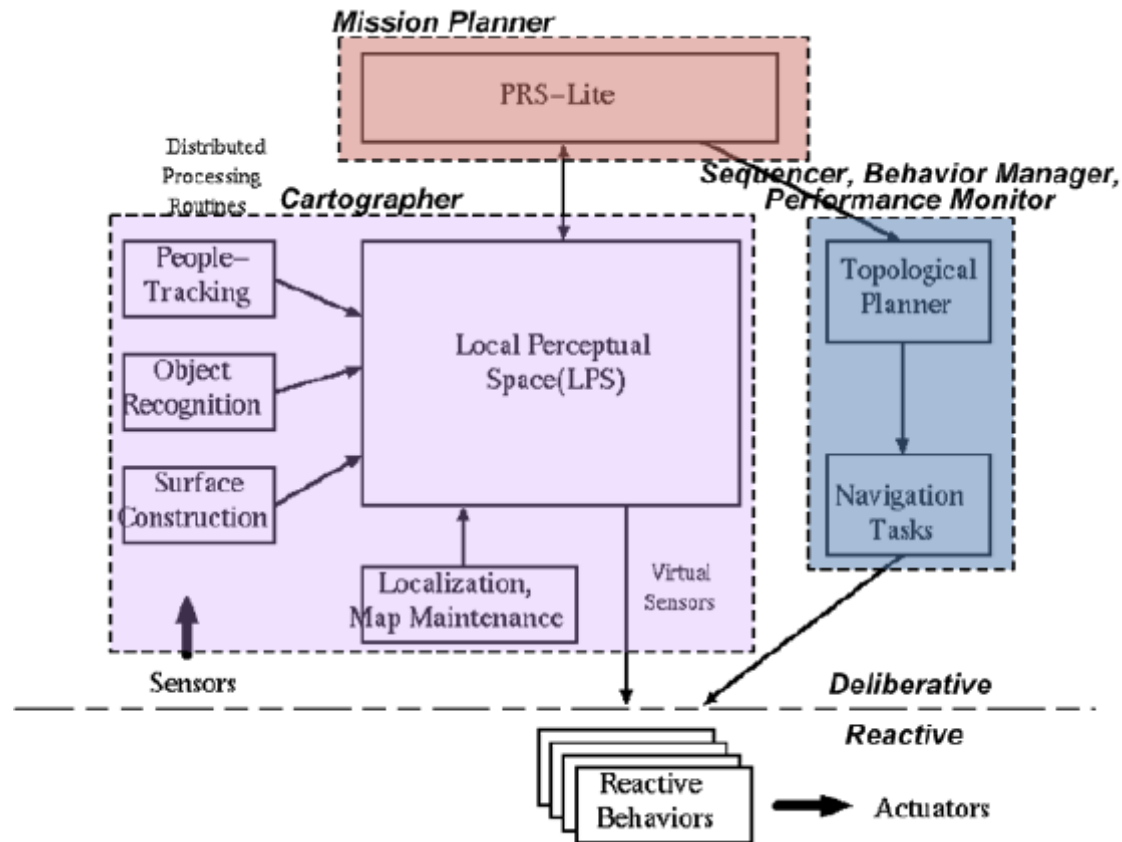 Mission Planner
PRS-Lite
Distributed
Processing
Routines
Cartographer
Sequencer, Behavior Manager,
Performance Monitor
People-
Tracking
Object
Recognition
Surface
Construction
Local Perceptual
Space(LPS)
Localization,
Map Maintenance
Topological
Planner
Navigation
Tasks
Virtual
Sensors
Sensors
Deliberative
Reactive
Reactive
Behaviors
Actuators